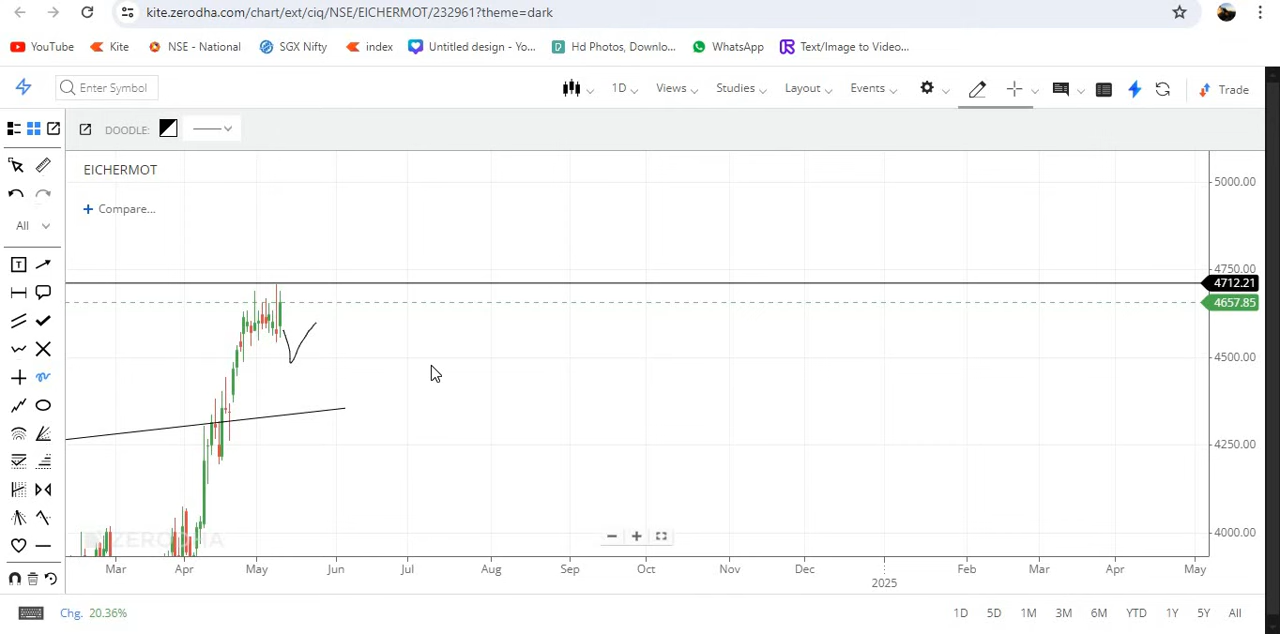 kite.zerodha.com/chart/ext/ciq/NSE/EICHERMOT/232961?theme=dark
YouTube Kite NSE - National SGX Nifty index Untitled design - Yo... Hd Photos, Downlo... WhatsApp Text/Image to Video...
Enter Symbol 1D Views Studies Layout Events Trade
DOODLE:
EICHERMOT
5000.00
Compare...
All
4750.00
4712.21
4657.85
4500.00
4250.00
4000.00
ZERODHA
Mar Apr May Jun Jul Aug Sep Oct Nov Dec Feb Mar Apr May
2025
Chg. 20.36% 1D 5D 1M 3M 6M YTD 1Y 5Y All